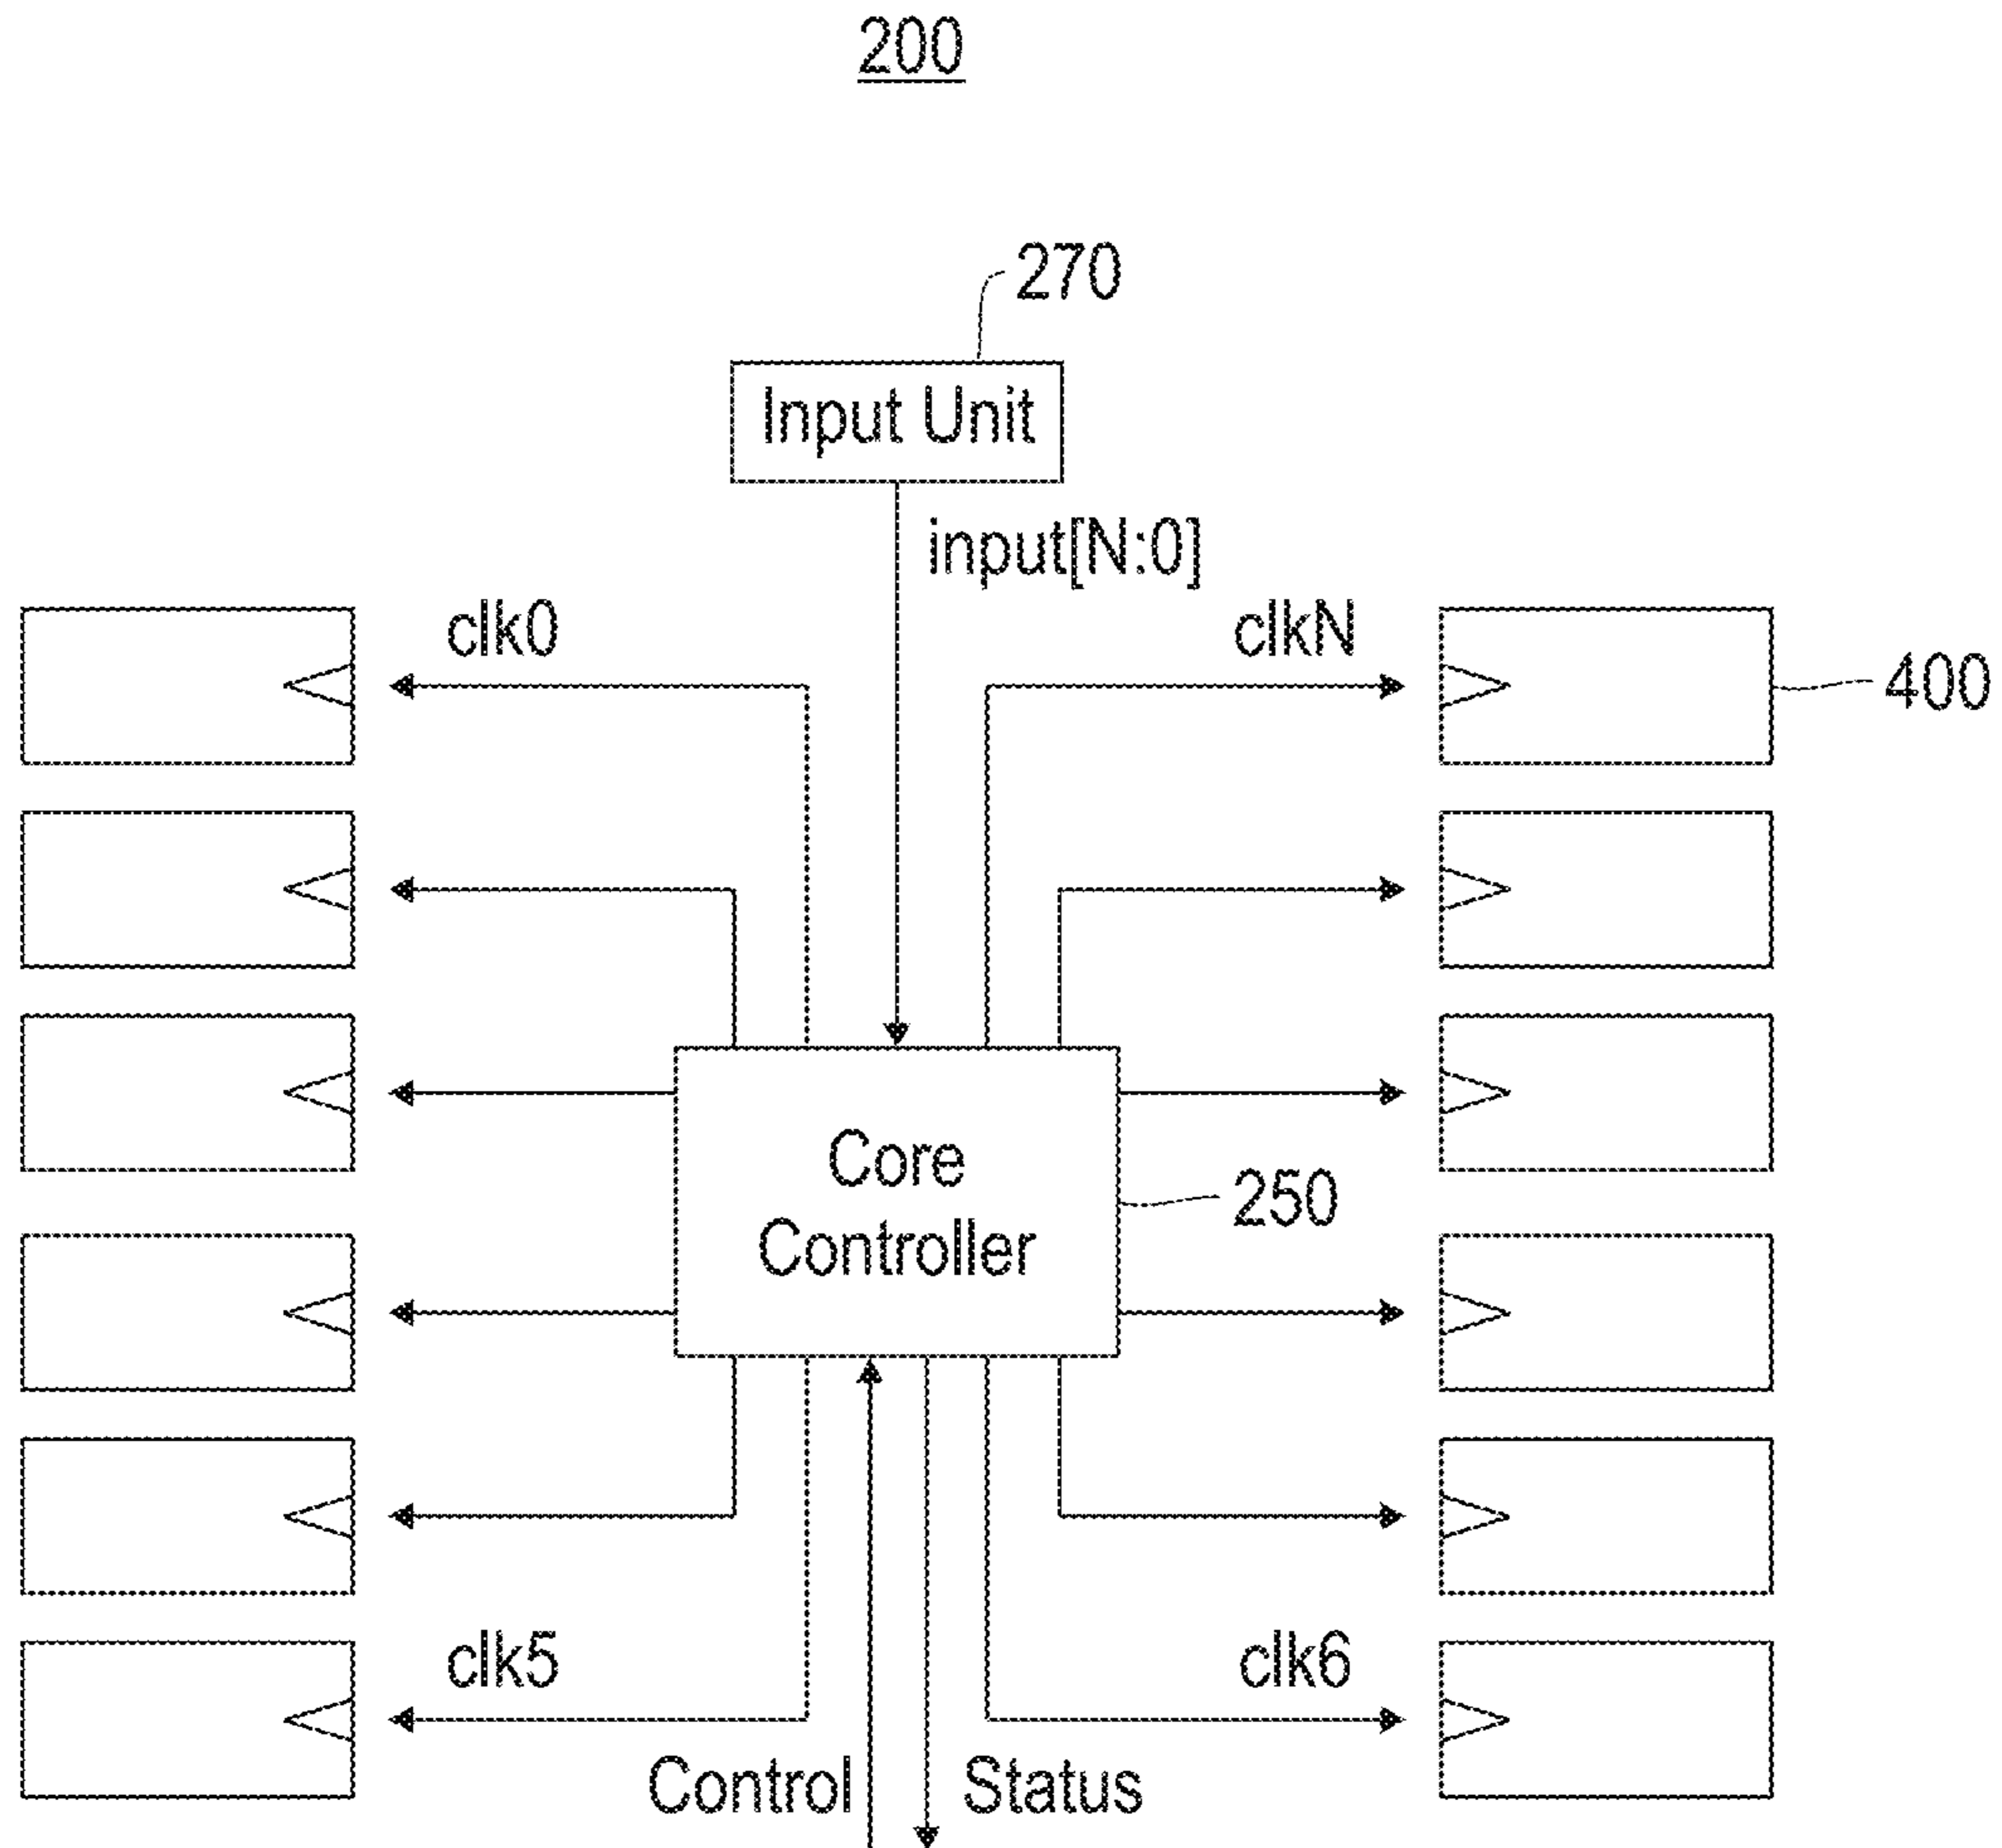 200
270
Input Unit
input[N:0]
clk0
clkN
400
Core
Controller
250
clk5
clk6
Control
Status